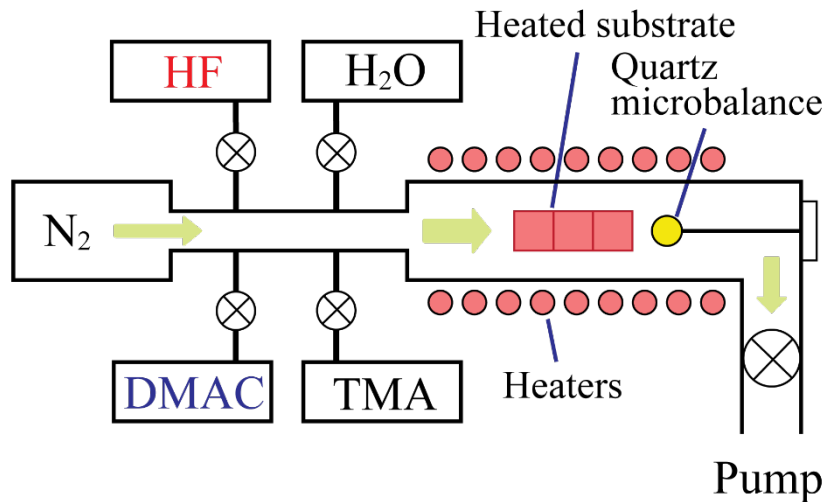 Heated substrate
HF
H₂O
Quartz
microbalance
N₂
DMAC
TMA
Heaters
Pump